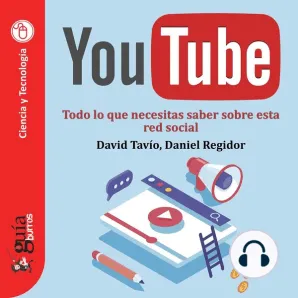 YouTube
Todo lo que necesitas saber sobre esta
red social
David Tavío, Daniel Regidor
Ciencia y Tecnología
guía
burros